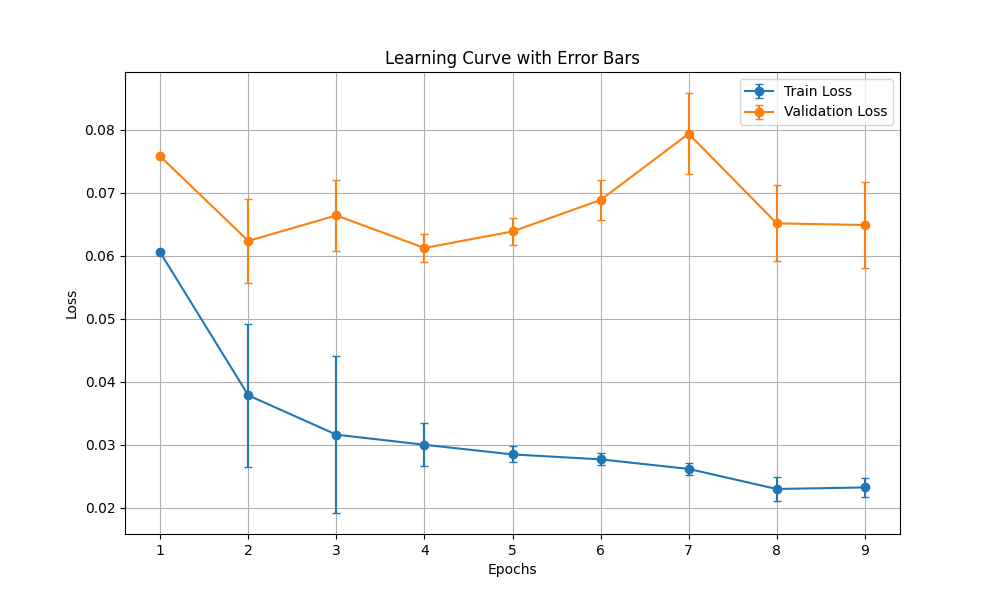 Learning Curve with Error Bars
Train Loss
Validation Loss
0.08
0.07
0.06
0.05
0.04
0.03
0.02
Loss
1 2 3 4 5 6 7 8 9
Epochs